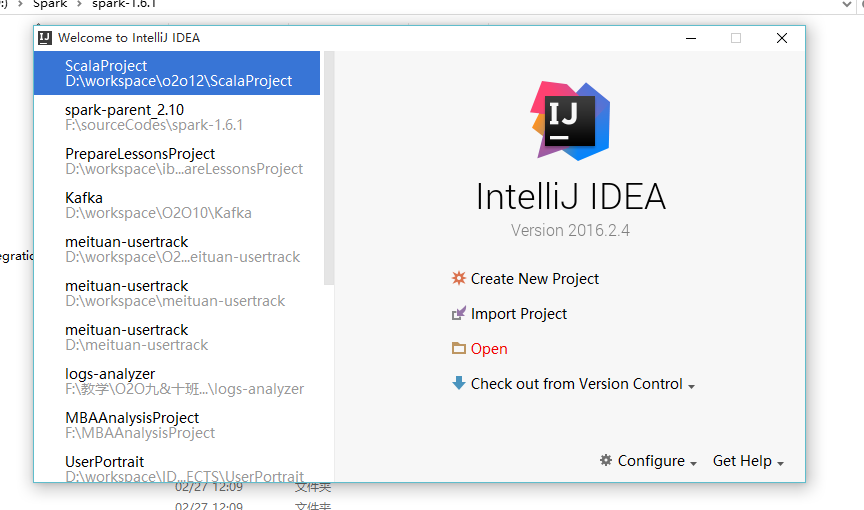 Spark > spark-1.6.1
Welcome to IntelliJ IDEA
ScalaProject
D:\workspace\o2o12\ScalaProject
spark-parent_2.10
F:\sourceCodes\spark-1.6.1
PrepareLessonsProject
D:\workspace\ib...areLessonsProject
Kafka
D:\workspace\O2O10\Kafka
meituan-usertrack
D:\workspace\O2...eituan-usertrack
meituan-usertrack
D:\workspace\meituan-usertrack
meituan-usertrack
D:\meituan-usertrack
logs-analyzer
F:\教学\O2O九&十班...\logs-analyzer
MBAAnalysisProject
F:\MBAAnalysisProject
UserPortrait
D:\workspace\ID...ECTS\UserPortrait
IJ
IntelliJ IDEA
Version 2016.2.4
Create New Project
Import Project
Open
Check out from Version Control
Configure
Get Help
02/27 12:09 文件夹
02/27 12:09 文件夹